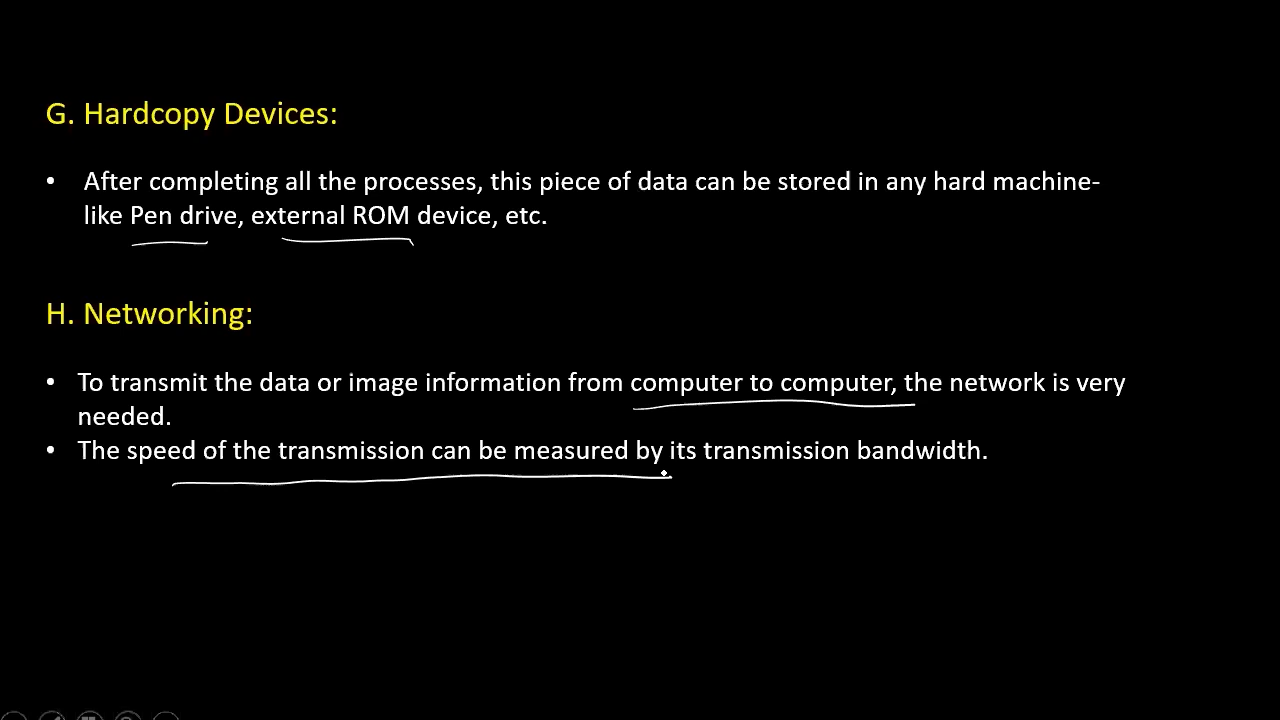 G. Hardcopy Devices:
• After completing all the processes, this piece of data can be stored in any hard machine-
like Pen drive, external ROM device, etc.
H. Networking:
• To transmit the data or image information from computer to computer, the network is very
needed.
• The speed of the transmission can be measured by its transmission bandwidth.